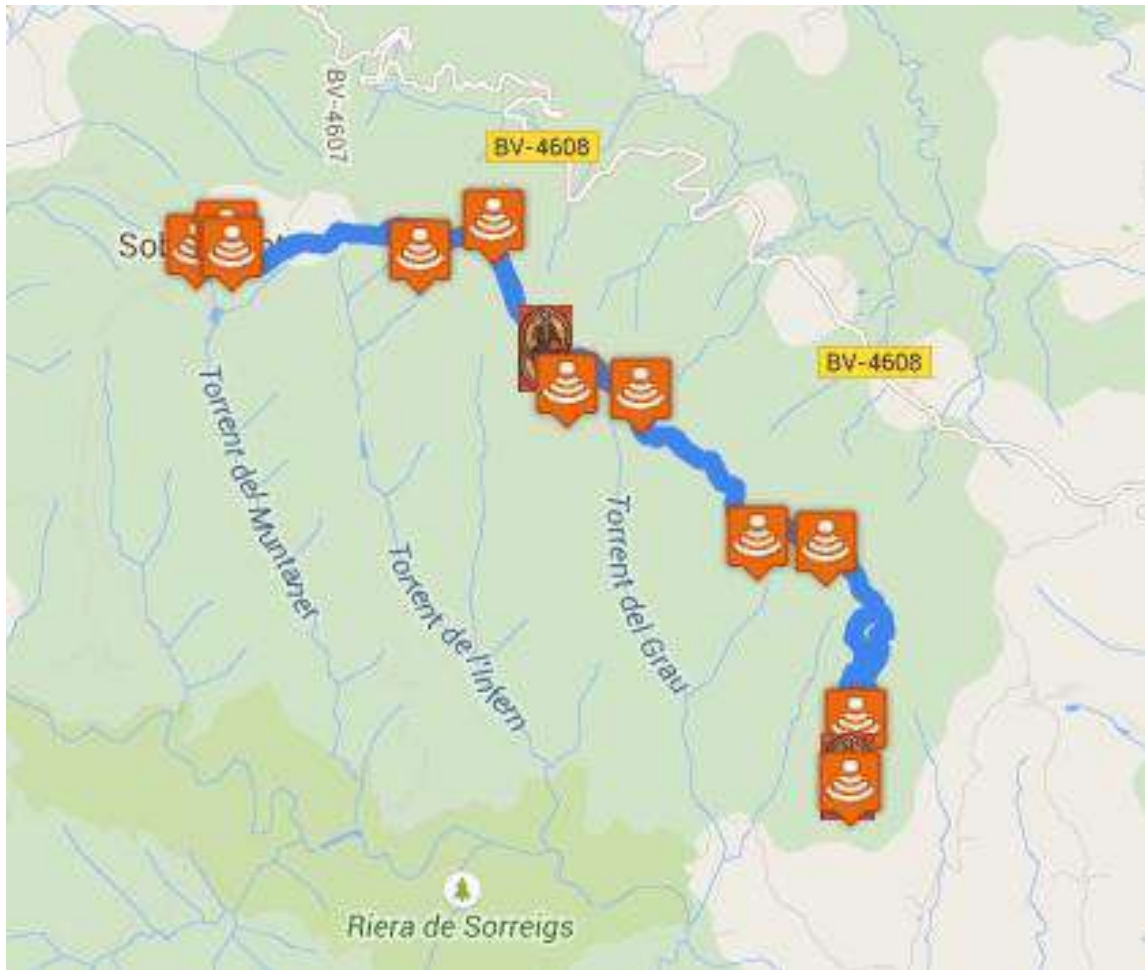 BV-4607
BV-4608
BV-4608
Torrent del Muntanet
Torrent de l'Infern
Torrent del Grau
Riera de Sorreigs